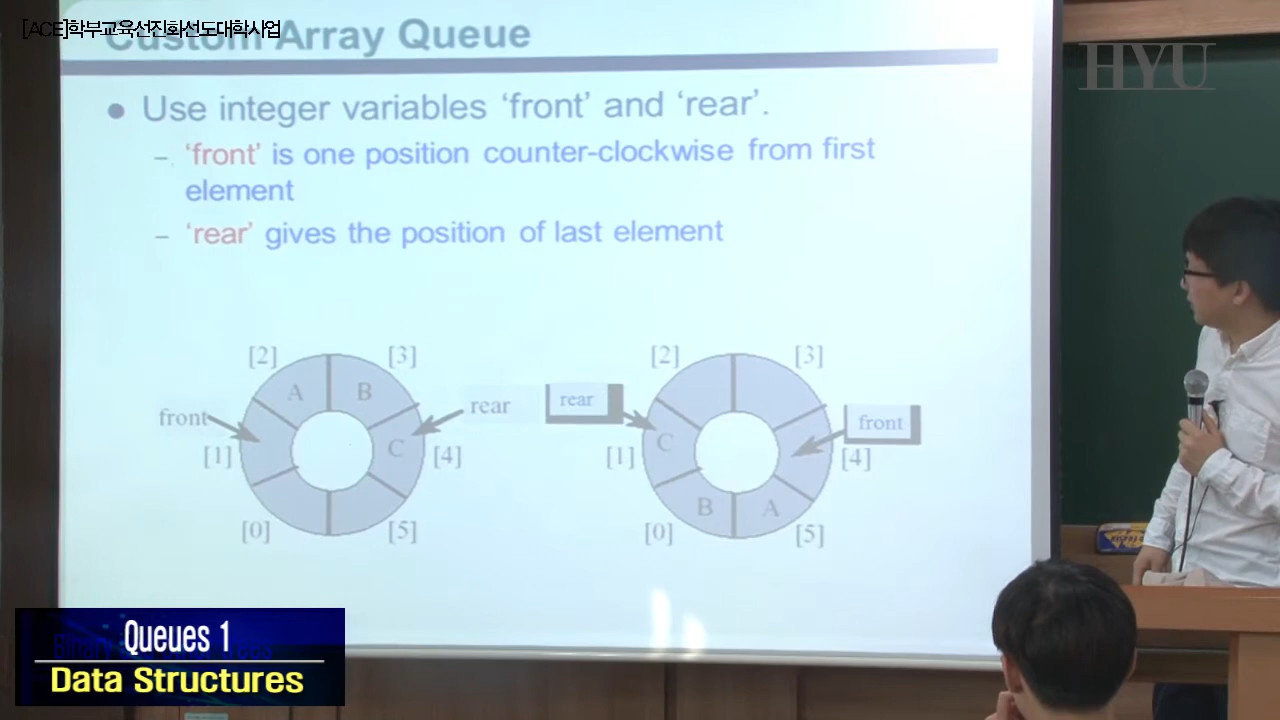 [ACE]학부교육선진화선도대학사업
Custom Array Queue
HYU
● Use integer variables ‘front’ and ‘rear’.
– ‘front’ is one position counter-clockwise from first
element
– ‘rear’ gives the position of last element
[2] [3]
A B
front rear
C
[1] [4]
[0] [5]
[2] [3]
rear front
C
[1] [4]
B A
[0] [5]
Queues 1
Data Structures